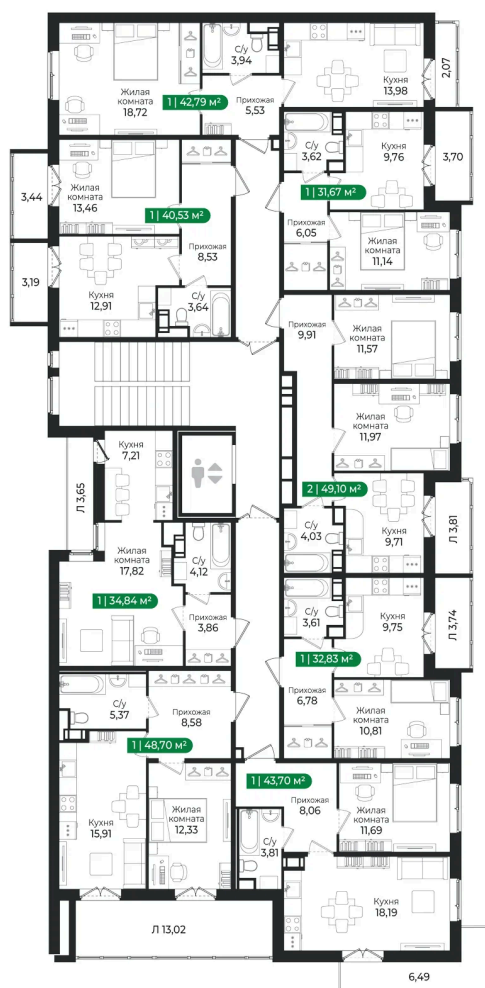 С/у
3,94
Кухня
13,98
2,07
Жилая
комната
18,72
1 | 42,79 м²
Прихожая
5,53
С/у
3,62
9,76
3,70
3,44
Жилая
комната
13,46
1 | 31,67 м²
1 | 40,53 м²
Прихожая
6,05
Жилая
комната
11,14
Прихожая
8,53
3,19
Кухня
12,91
С/у
3,64
Прихожая
9,91
Жилая
комната
11,57
Жилая
комната
11,97
Кухня
7,21
Л 3,65
2 | 49,10 м²
С/у
4,03
Кухня
9,71
Л 3,81
Жилая
комната
17,82
С/у
4,12
1 | 34,84 м²
С/у
3,61
Кухня
9,75
Л 3,74
Прихожая
3,86
1 | 32,83 м²
С/у
5,37
Прихожая
8,58
Прихожая
6,78
Жилая
комната
10,81
1 | 48,70 м²
1 | 43,70 м²
Прихожая
8,06
Жилая
комната
11,69
Кухня
15,91
Жилая
комната
12,33
С/у
3,81
Кухня
18,19
Л 13,02
6,49